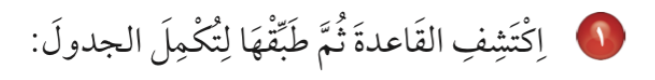 ١ اِكْتَشِفِ القَاعدةَ ثُمَّ طَبِّقْهَا لِتُكْمِلَ الجدولَ: